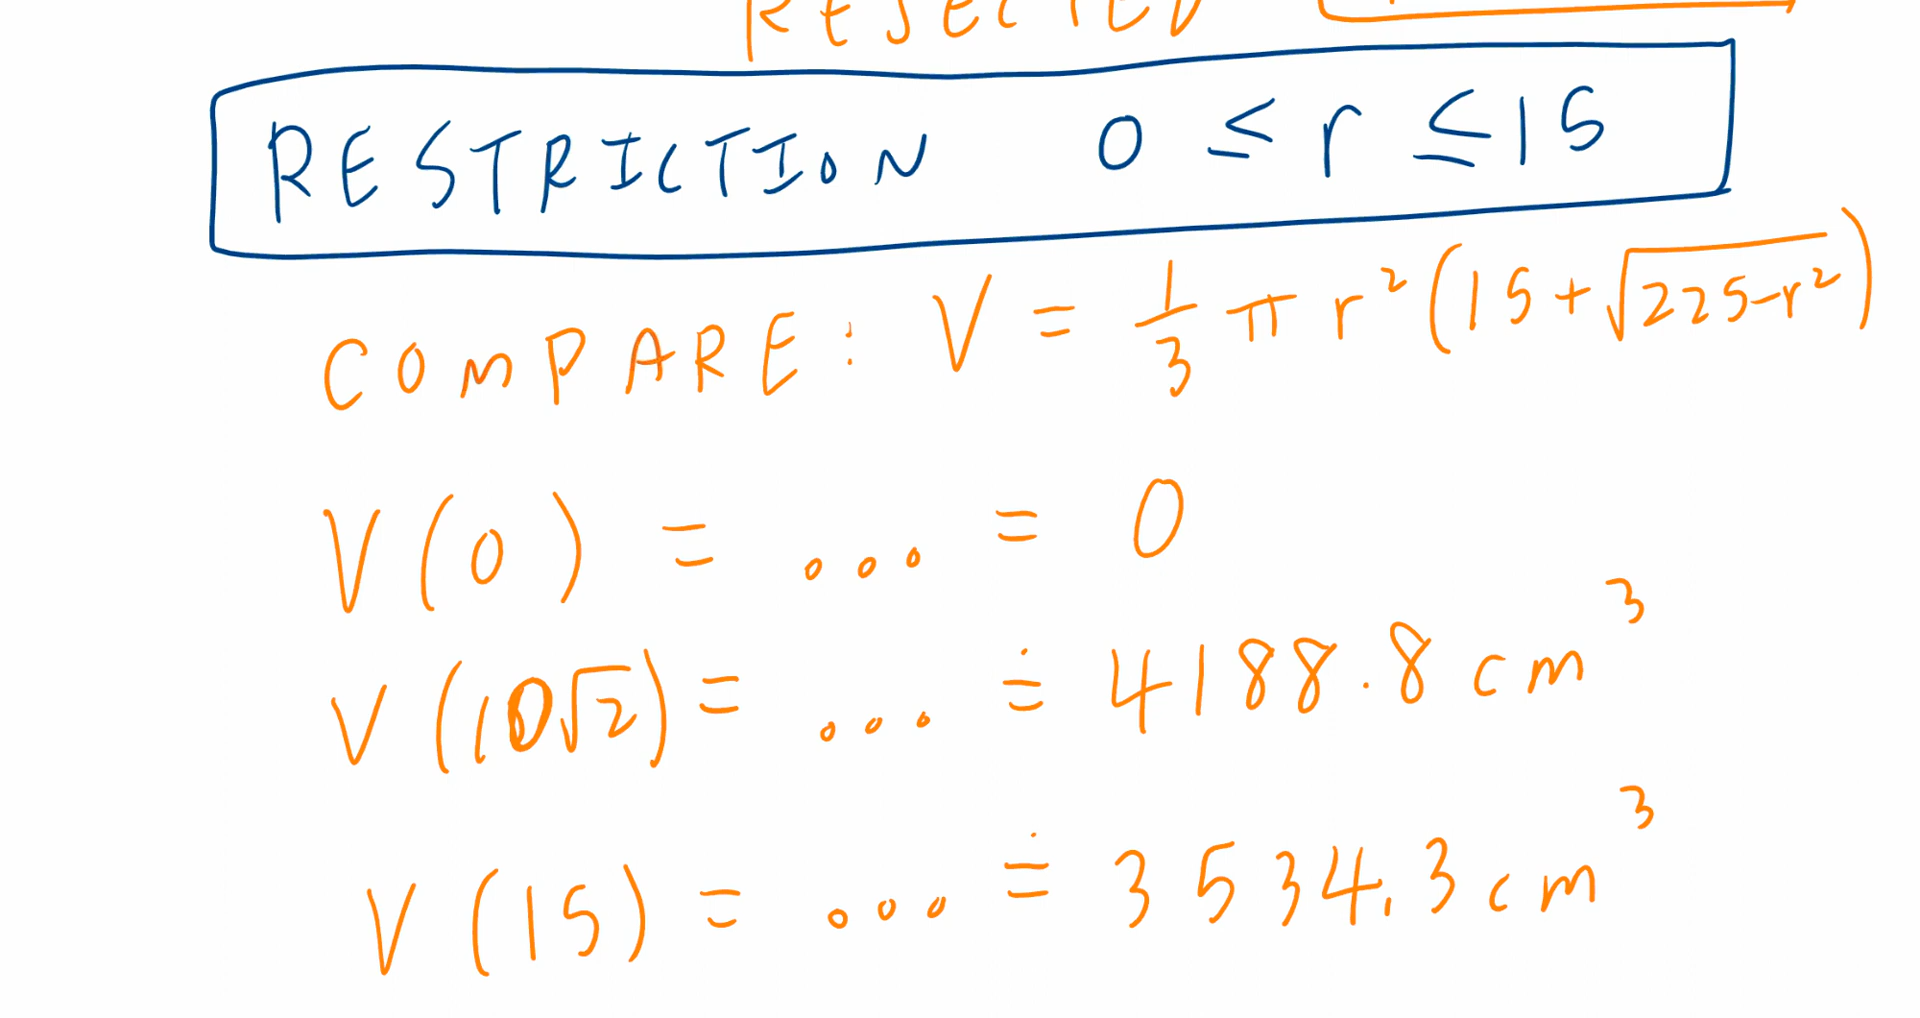 REJECTED
RESTRICTION 0 ≤ r ≤ 15
COMPARE: V = 1/3 π r² (15 + √(225-r²))
V(0) = ... = 0
V(10√2) = ... ≐ 4188.8 cm³
V(15) = ... ≐ 3534.3 cm³